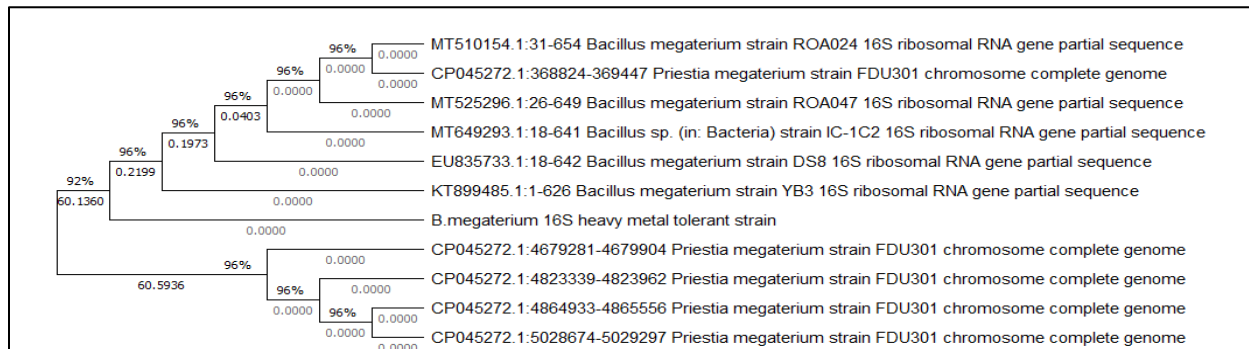 96%
0.0000
MT510154.1:31-654 Bacillus megaterium strain ROA024 16S ribosomal RNA gene partial sequence
96%
0.0000
0.0000
CP045272.1:368824-369447 Priestia megaterium strain FDU301 chromosome complete genome
96%
0.0000
0.0000
MT525296.1:26-649 Bacillus megaterium strain ROA047 16S ribosomal RNA gene partial sequence
96%
0.0403
0.0000
MT649293.1:18-641 Bacillus sp. (in: Bacteria) strain IC-1C2 16S ribosomal RNA gene partial sequence
96%
0.1973
0.0000
EU835733.1:18-642 Bacillus megaterium strain DS8 16S ribosomal RNA gene partial sequence
96%
0.2199
0.0000
KT899485.1:1-626 Bacillus megaterium strain YB3 16S ribosomal RNA gene partial sequence
92%
60.1360
0.0000
B.megaterium 16S heavy metal tolerant strain
0.0000
CP045272.1:4679281-4679904 Priestia megaterium strain FDU301 chromosome complete genome
96%
60.5936
0.0000
CP045272.1:4823339-4823962 Priestia megaterium strain FDU301 chromosome complete genome
96%
0.0000
0.0000
CP045272.1:4864933-4865556 Priestia megaterium strain FDU301 chromosome complete genome
96%
0.0000
0.0000
CP045272.1:5028674-5029297 Priestia megaterium strain FDU301 chromosome complete genome